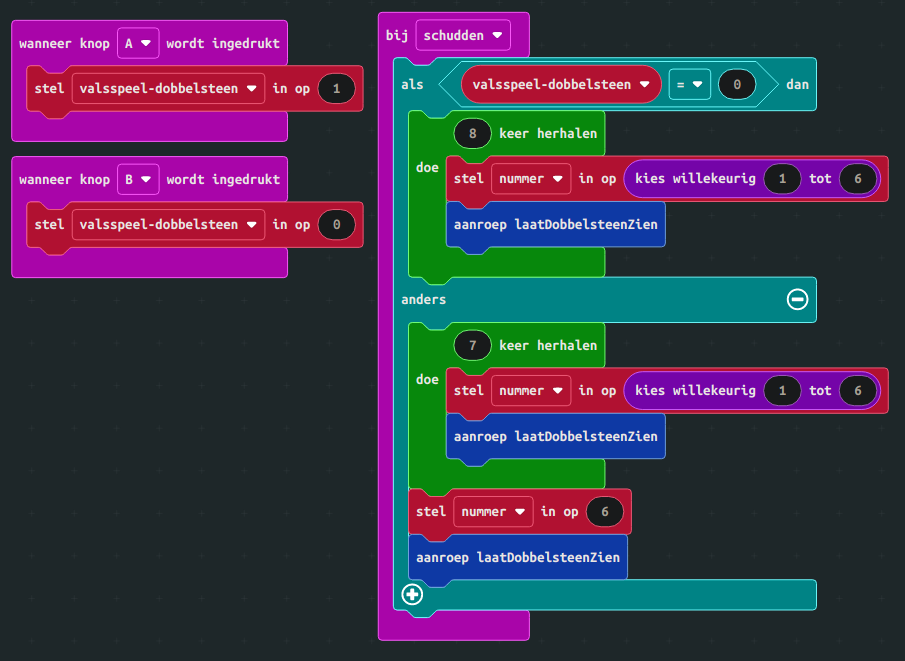 wanneer knop A wordt ingedrukt
stel valsspeel-dobbelsteen in op 1
wanneer knop B wordt ingedrukt
stel valsspeel-dobbelsteen in op 0
bij schudden
als valsspeel-dobbelsteen = 0 dan
8 keer herhalen
doe
stel nummer in op kies willekeurig 1 tot 6
aanroep laatDobbelsteenZien
anders
7 keer herhalen
doe
stel nummer in op kies willekeurig 1 tot 6
aanroep laatDobbelsteenZien
stel nummer in op 6
aanroep laatDobbelsteenZien